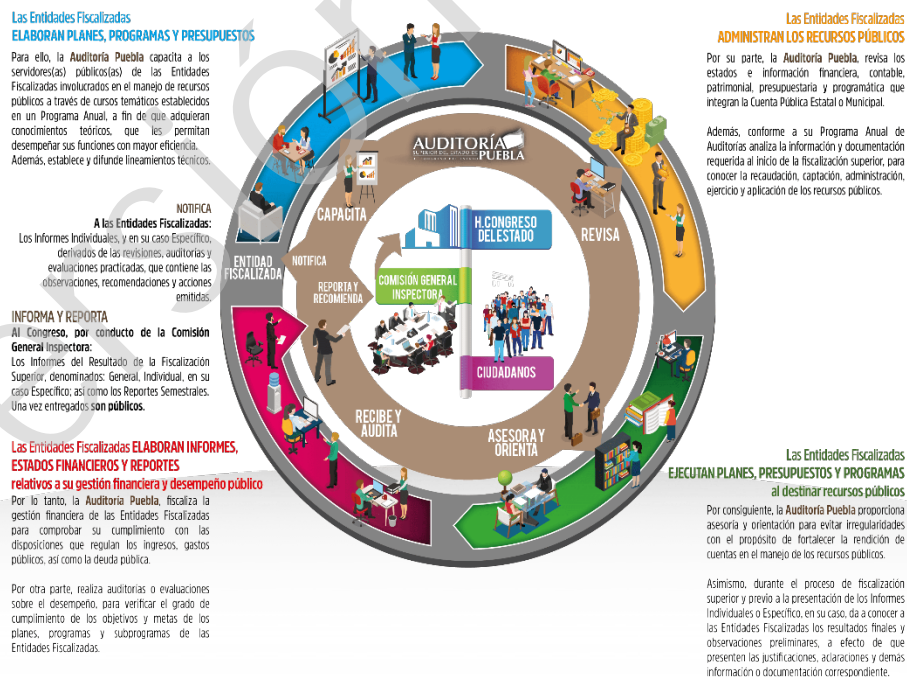 Las Entidades Fiscalizadas
ELABORAN PLANES, PROGRAMAS Y PRESUPUESTOS
Para ello, la Auditoría Puebla capacita a los
servidores(as) públicos(as) de las Entidades
Fiscalizadas involucrados en el manejo de recursos
públicos a través de cursos temáticos establecidos
en un Programa Anual, a fin de que adquieran
conocimientos teóricos, que les permitan
desempeñar sus funciones con mayor eficiencia.
Además, establece y difunde lineamientos técnicos.
NOTIFICA
A las Entidades Fiscalizadas:
Los Informes Individuales, y en su caso Específico,
derivados de las revisiones, auditorías y
evaluaciones practicadas, que contiene las
observaciones, recomendaciones y acciones
emitidas.
INFORMA Y REPORTA
Al Congreso, por conducto de la Comisión
General Inspectora:
Los Informes del Resultado de la Fiscalización
Superior, denominados: General, Individual, en su
caso Específico; así como los Reportes Semestrales.
Una vez entregados son públicos.
Las Entidades Fiscalizadas ELABORAN INFORMES,
ESTADOS FINANCIEROS Y REPORTES
relativos a su gestión financiera y desempeño público
Por lo tanto, la Auditoría Puebla, fiscaliza la
gestión financiera de las Entidades Fiscalizadas
para comprobar su cumplimiento con las
disposiciones que regulan los ingresos, gastos
públicos, así como la deuda pública.
Por otra parte, realiza auditorías o evaluaciones
sobre el desempeño, para verificar el grado de
cumplimiento de los objetivos y metas de los
planes, programas y subprogramas de las
Entidades Fiscalizadas.
AUDITORÍA
SUPERIOR DEL ESTADO DE
PUEBLA
CAPACITA
REVISA
H.CONGRESO
DEL ESTADO
ENTIDAD
FISCALIZADA
NOTIFICA
REPORTA Y
RECOMIENDA
COMISIÓN GENERAL
INSPECTORA
CIUDADANOS
RECIBE Y
AUDITA
ASESORA Y
ORIENTA
Las Entidades Fiscalizadas
ADMINISTRAN LOS RECURSOS PÚBLICOS
Por su parte, la Auditoría Puebla, revisa los
estados e información financiera, contable,
patrimonial, presupuestaria y programática que
integran la Cuenta Pública Estatal o Municipal.
Además, conforme a su Programa Anual de
Auditorías analiza la información y documentación
requerida al inicio de la fiscalización superior, para
conocer la recaudación, captación, administración,
ejercicio y aplicación de los recursos públicos.
Las Entidades Fiscalizadas
EJECUTAN PLANES, PRESUPUESTOS Y PROGRAMAS
al destinar recursos públicos
Por consiguiente, la Auditoría Puebla proporciona
asesoría y orientación para evitar irregularidades
con el propósito de fortalecer la rendición de
cuentas en el manejo de los recursos públicos.
Asimismo, durante el proceso de fiscalización
superior y previo a la presentación de los Informes
Individuales o Específico, en su caso, da a conocer a
las Entidades Fiscalizadas los resultados finales y
observaciones preliminares, a efecto de que
presenten las justificaciones, aclaraciones y demás
información o documentación correspondiente.